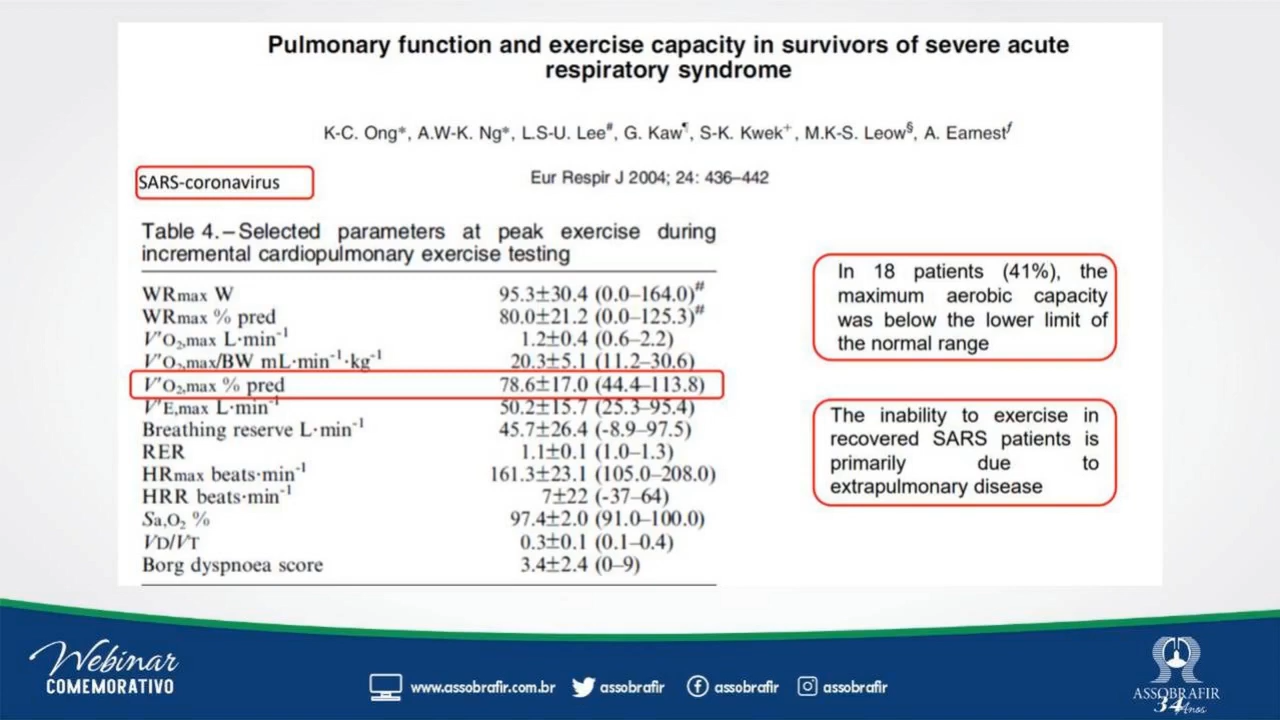 Pulmonary function and exercise capacity in survivors of severe acute
respiratory syndrome
K-C. Ong*, A.W-K. Ng*, L.S-U. Lee#, G. Kaw¶, S-K. Kwek+, M.K-S. Leow§, A. Earnestƒ
SARS-coronavirus
Eur Respir J 2004; 24: 436–442
Table 4. – Selected parameters at peak exercise during
incremental cardiopulmonary exercise testing
WRmax W 95.3±30.4 (0.0–164.0)#
WRmax % pred 80.0±21.2 (0.0–125.3)#
V'O₂,max L·min⁻¹ 1.2±0.4 (0.6–2.2)
V'O₂,max/BW mL·min⁻¹·kg⁻¹ 20.3±5.1 (11.2–30.6)
V'O₂,max % pred 78.6±17.0 (44.4–113.8)
V'E,max L·min⁻¹ 50.2±15.7 (25.3–95.4)
Breathing reserve L·min⁻¹ 45.7±26.4 (-8.9–97.5)
RER 1.1±0.1 (1.0–1.3)
HRmax beats·min⁻¹ 161.3±23.1 (105.0–208.0)
HRR beats·min⁻¹ 7±22 (-37–64)
Sa,O₂ % 97.4±2.0 (91.0–100.0)
VD/VT 0.3±0.1 (0.1–0.4)
Borg dyspnoea score 3.4±2.4 (0–9)
In 18 patients (41%), the
maximum aerobic capacity
was below the lower limit of
the normal range
The inability to exercise in
recovered SARS patients is
primarily due to
extrapulmonary disease
Webinar
COMEMORATIVO
www.assobrafir.com.br assobrafir assobrafir assobrafir
ASSOBRAFIR
34 Anos